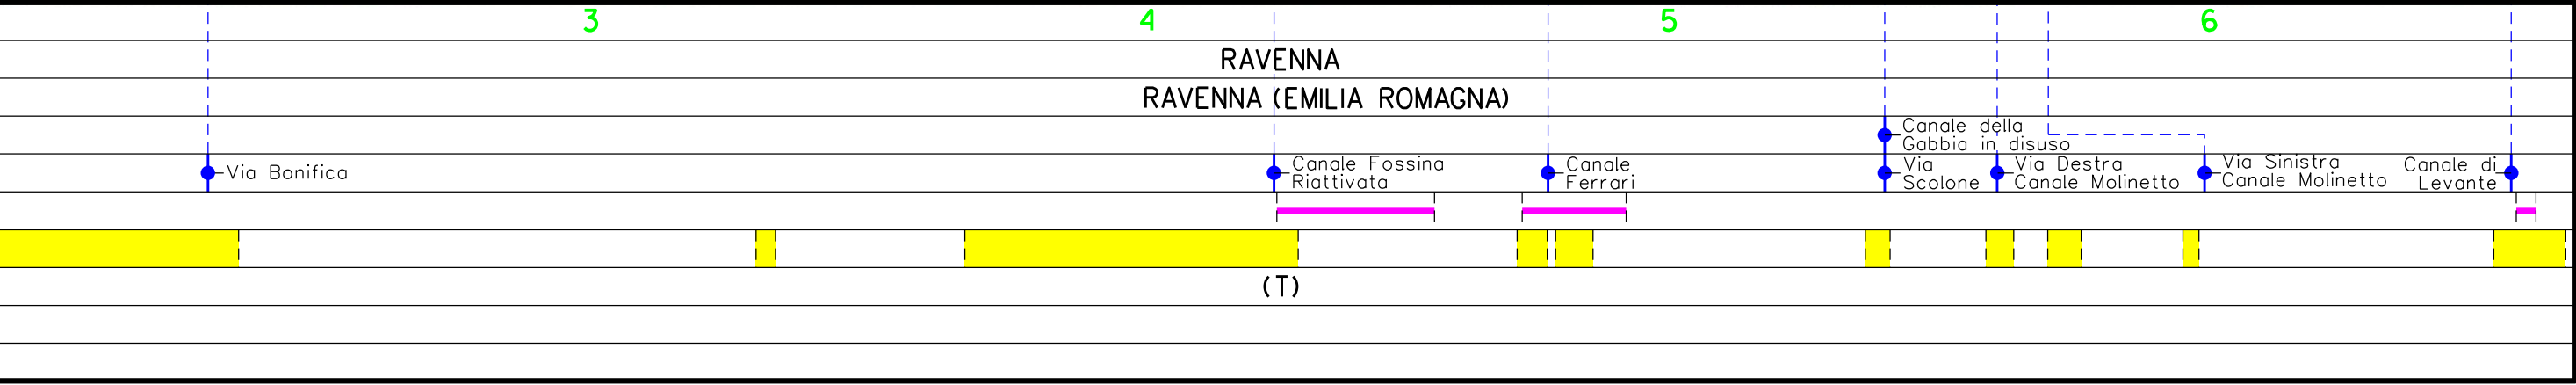 3 4 5 6
RAVENNA
RAVENNA (EMILIA ROMAGNA)
Canale della
Gabbia in disuso
Via Bonifica
Canale Fossina
Riattivata
Canale
Ferrari
Via
Scolone
Via Destra
Canale Molinetto
Via Sinistra
Canale Molinetto
Canale di
Levante
(T)